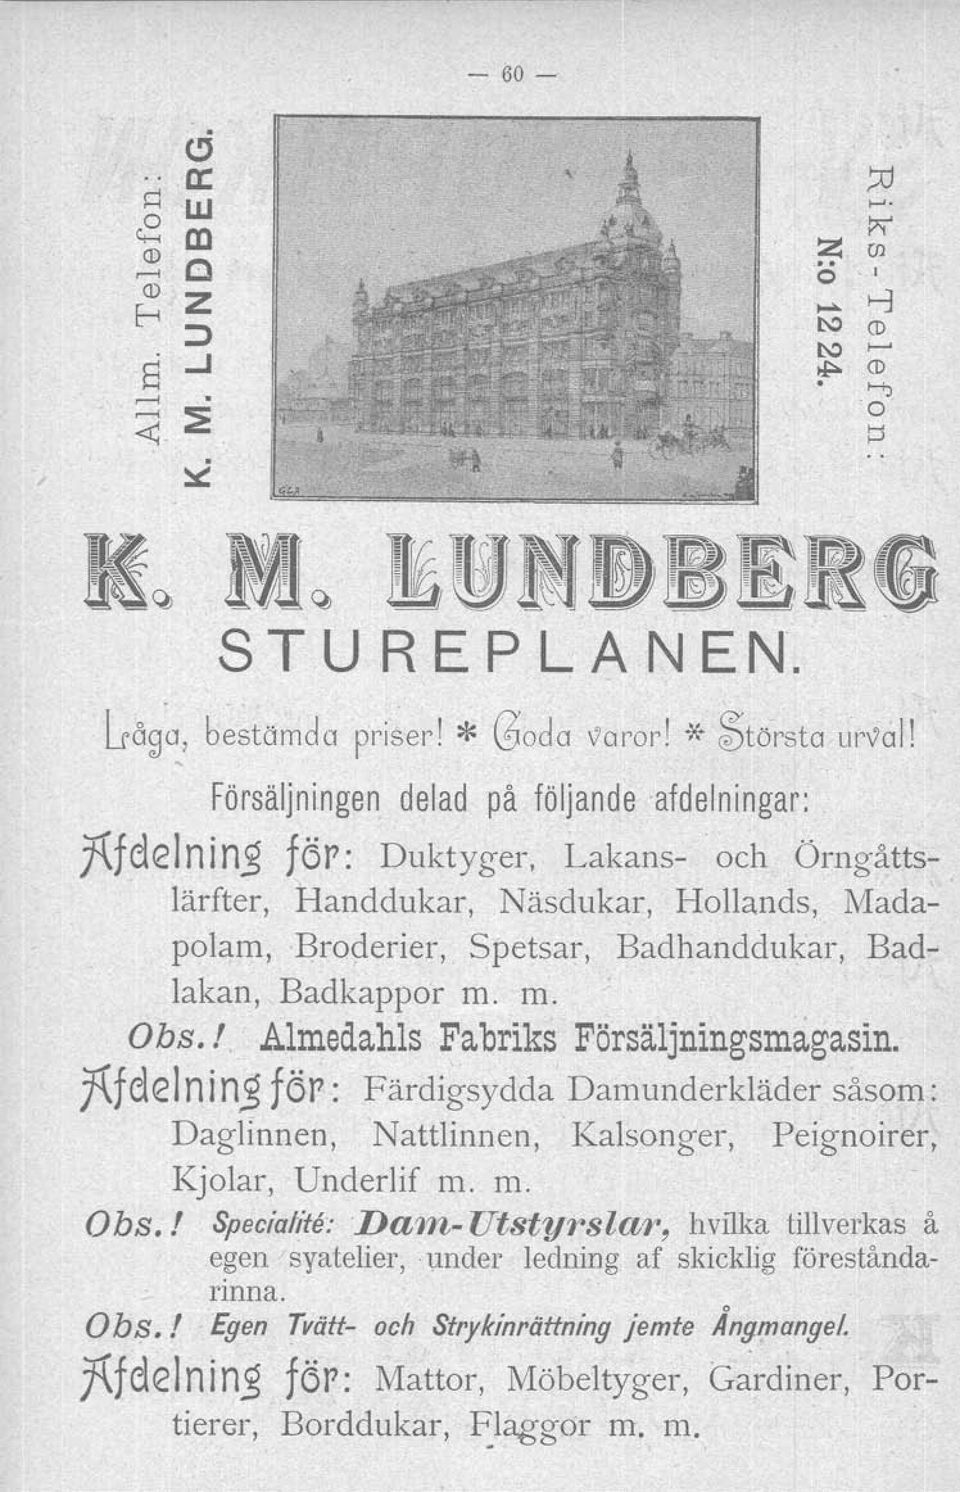 — 60 —
Allm. Telefon:
K. M. LUNDBERG.
Riks-Telefon:
N:o 12 24.
GLA
K. M. LUNDBERG
STUREPLANEN.
Låga, bestämda priser! * Goda varor! * Största urval!
Försäljningen delad på följande afdelningar:
Afdelning för: Duktyger, Lakans- och Örngåtts-
lärfter, Handdukar, Näsdukar, Hollands, Mada-
polam, Broderier, Spetsar, Badhanddukar, Bad-
lakan, Badkappor m. m.
Obs.! Almedahls Fabriks Försäljningsmagasin.
Afdelning för: Färdigsydda Damunderkläder såsom:
Daglinnen, Nattlinnen, Kalsonger, Peignoirer,
Kjolar, Underlif m. m.
Obs.! Specialité: Dam-Utstyrslar, hvilka tillverkas å
egen syatelier, under ledning af skicklig förestånda-
rinna.
Obs.! Egen Tvätt- och Strykinrättning jemte Ångmangel.
Afdelning för: Mattor, Möbeltyger, Gardiner, Por-
tierer, Borddukar, Flaggor m. m.